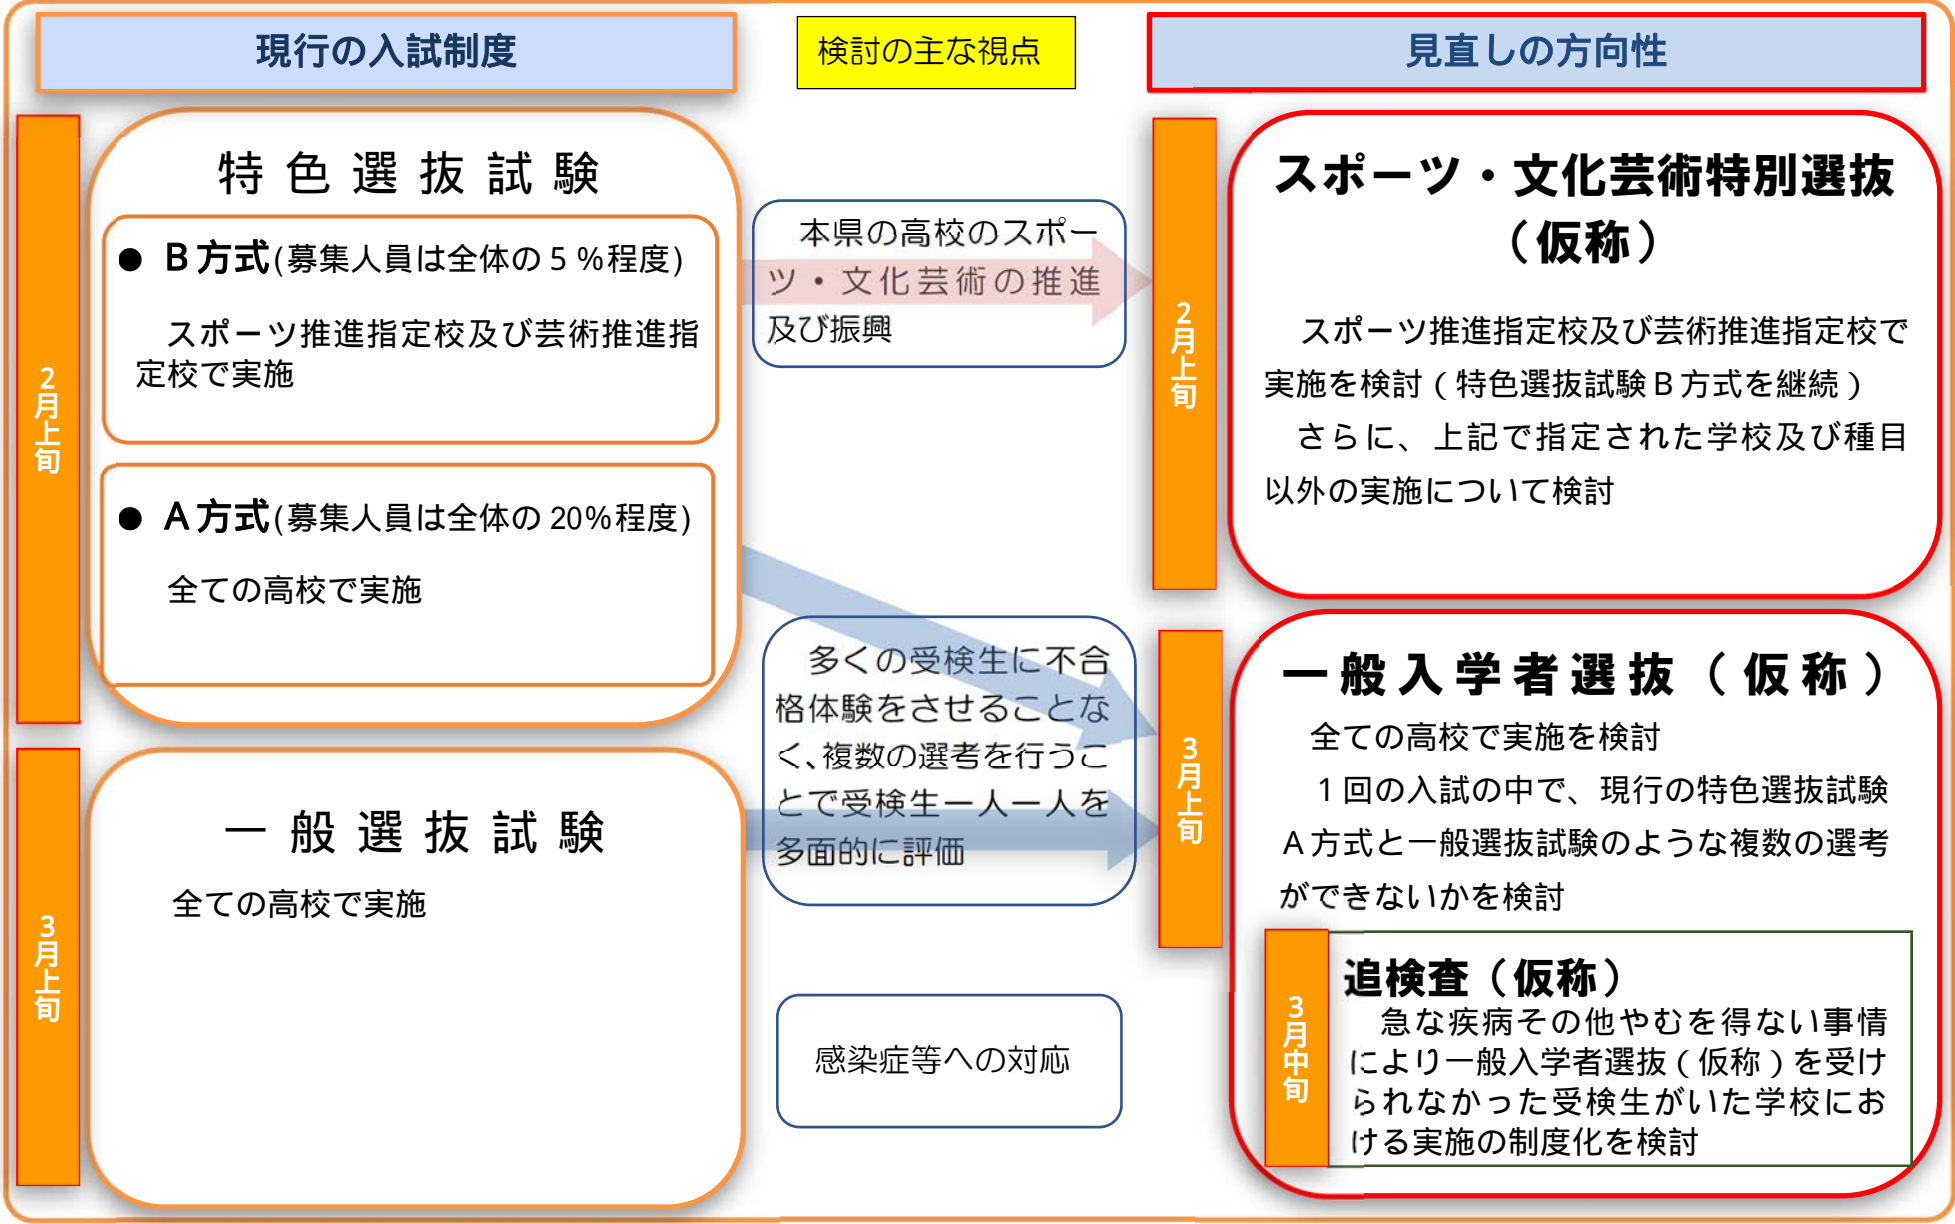 現行の入試制度
検討の主な視点
見直しの方向性
2月上旬
特色選抜試験
● B方式(募集人員は全体の5%程度)
スポーツ推進指定校及び芸術推進指
定校で実施
● A方式(募集人員は全体の20%程度)
全ての高校で実施
3月上旬
一般選抜試験
全ての高校で実施
本県の高校のスポー
ツ・文化芸術の推進
及び振興
多くの受検生に不合
格体験をさせることな
く、複数の選考を行うこ
とで受検生一人一人を
多面的に評価
感染症等への対応
2月上旬
スポーツ・文化芸術特別選抜
（仮称）
スポーツ推進指定校及び芸術推進指定校で
実施を検討（特色選抜試験B方式を継続）
さらに、上記で指定された学校及び種目
以外の実施について検討
3月上旬
一般入学者選抜（仮称）
全ての高校で実施を検討
1回の入試の中で、現行の特色選抜試験
A方式と一般選抜試験のような複数の選考
ができないかを検討
3月中旬
追検査（仮称）
急な疾病その他やむを得ない事情
により一般入学者選抜（仮称）を受け
られなかった受検生がいた学校にお
ける実施の制度化を検討